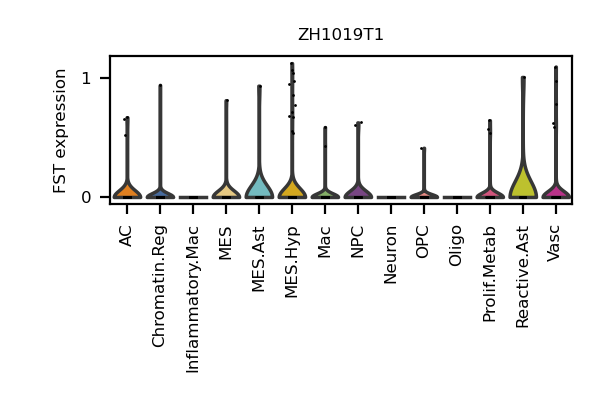 ZH1019T1
FST expression
1
0
AC
Chromatin.Reg
Inflammatory.Mac
MES
MES.Ast
MES.Hyp
Mac
NPC
Neuron
OPC
Oligo
Prolif.Metab
Reactive.Ast
Vasc